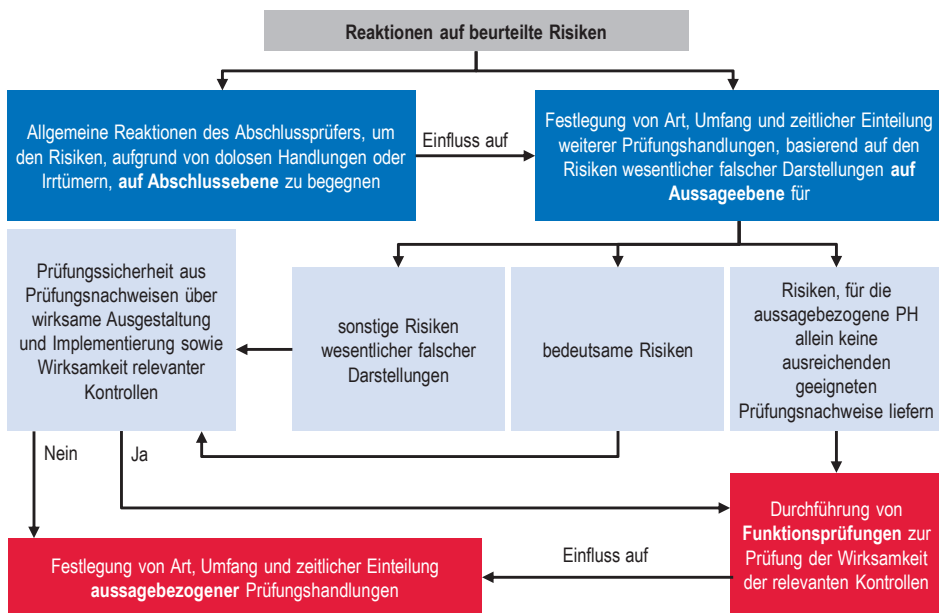 Reaktionen auf beurteilte Risiken
Allgemeine Reaktionen des Abschlussprüfers, um
den Risiken, aufgrund von dolosen Handlungen oder
Irrtümern, auf Abschlussebene zu begegnen
Einfluss auf
Festlegung von Art, Umfang und zeitlicher Einteilung
weiterer Prüfungshandlungen, basierend auf den
Risiken wesentlicher falscher Darstellungen auf
Aussageebene für
Prüfungssicherheit aus
Prüfungsnachweisen über
wirksame Ausgestaltung
und Implementierung sowie
Wirksamkeit relevanter
Kontrollen
sonstige Risiken
wesentlicher falscher
Darstellungen
bedeutsame Risiken
Risiken, für die
aussagebezogene PH
allein keine
ausreichenden
geeigneten
Prüfungsnachweise liefern
Nein
Ja
Durchführung von
Funktionsprüfungen zur
Prüfung der Wirksamkeit
der relevanten Kontrollen
Einfluss auf
Festlegung von Art, Umfang und zeitlicher Einteilung
aussagebezogener Prüfungshandlungen